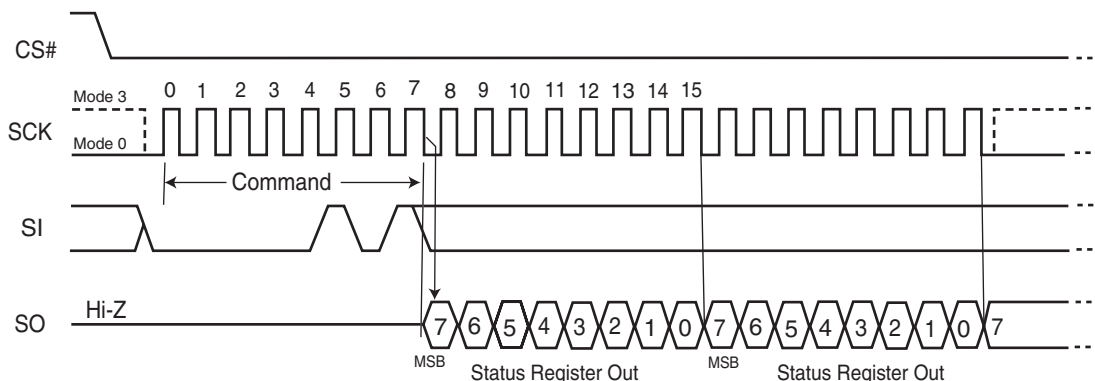 CS#
Mode 3
0 1 2 3 4 5 6 7 8 9 10 11 12 13 14 15
SCK
Mode 0
Command
SI
Hi-Z
SO
7 6 5 4 3 2 1 0 7 6 5 4 3 2 1 0 7
MSB Status Register Out MSB Status Register Out